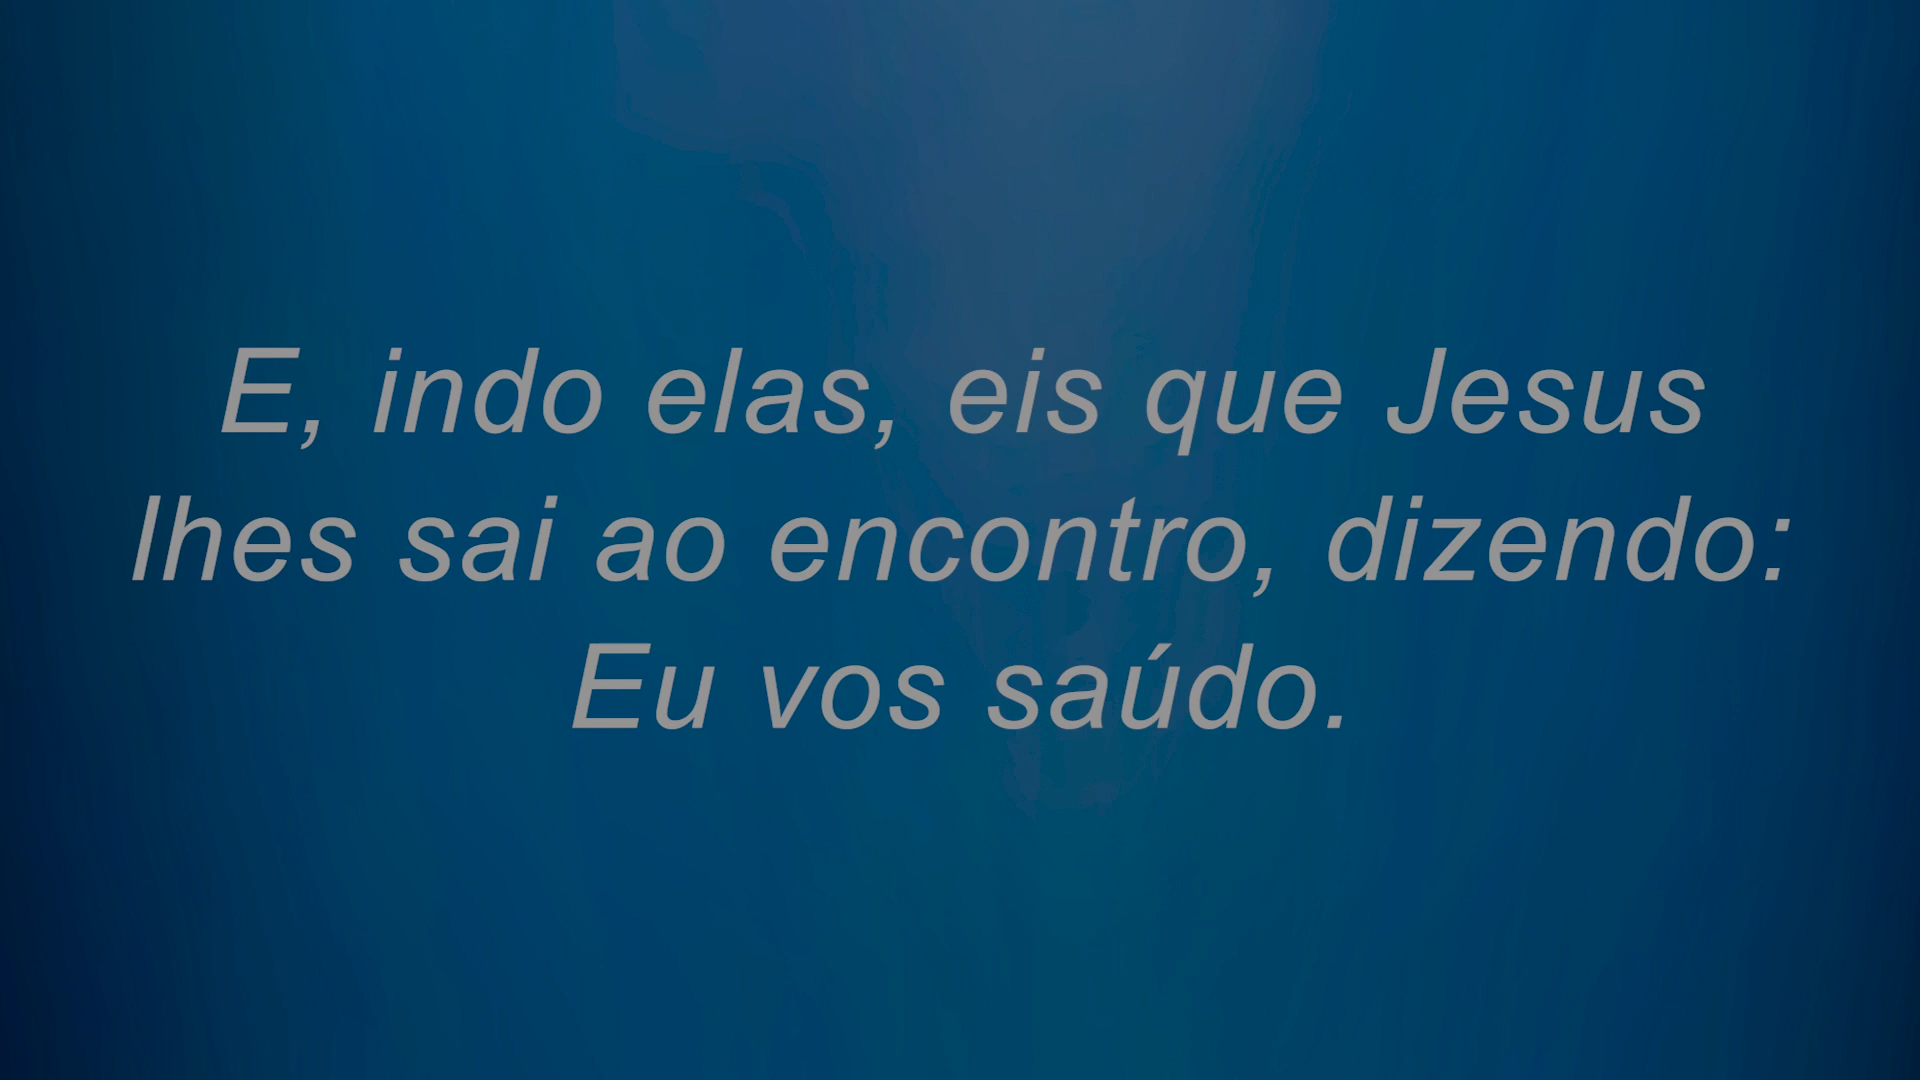 E, indo elas, eis que Jesus
lhes sai ao encontro, dizendo:
Eu vos saúdo.